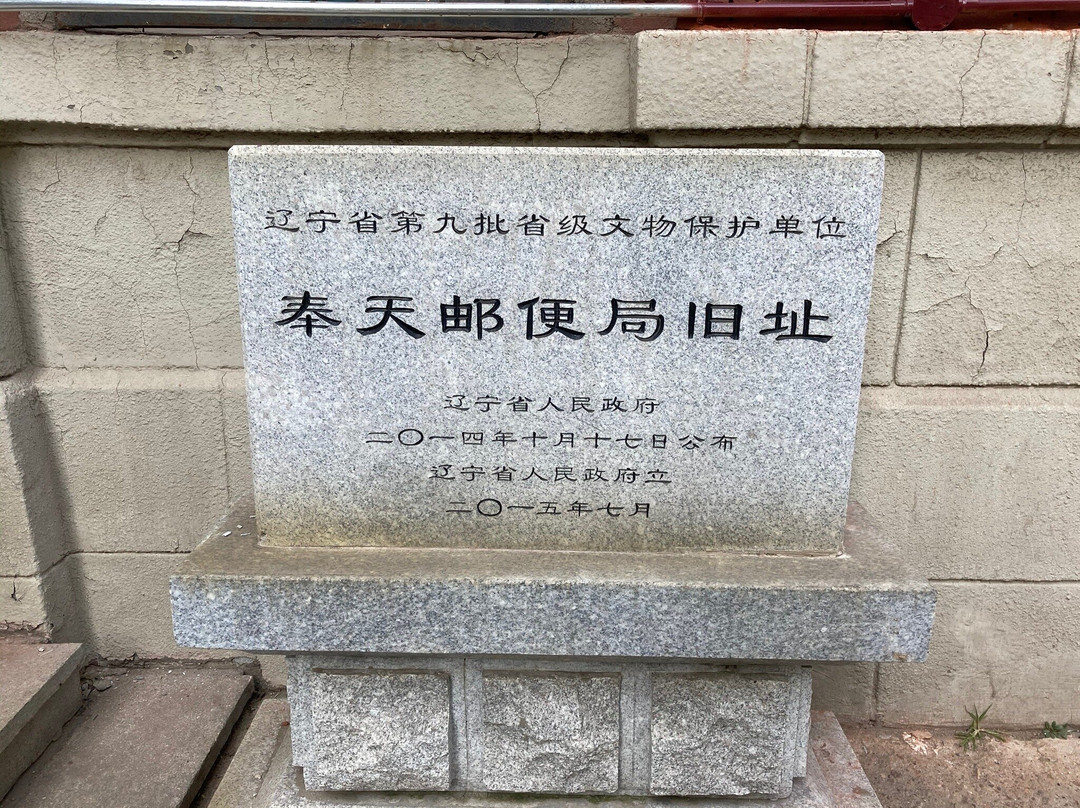 辽宁省第九批省级文物保护单位
奉天邮便局旧址
辽宁省人民政府
二〇一四年十月十七日公布
辽宁省人民政府立
二〇一五年七月